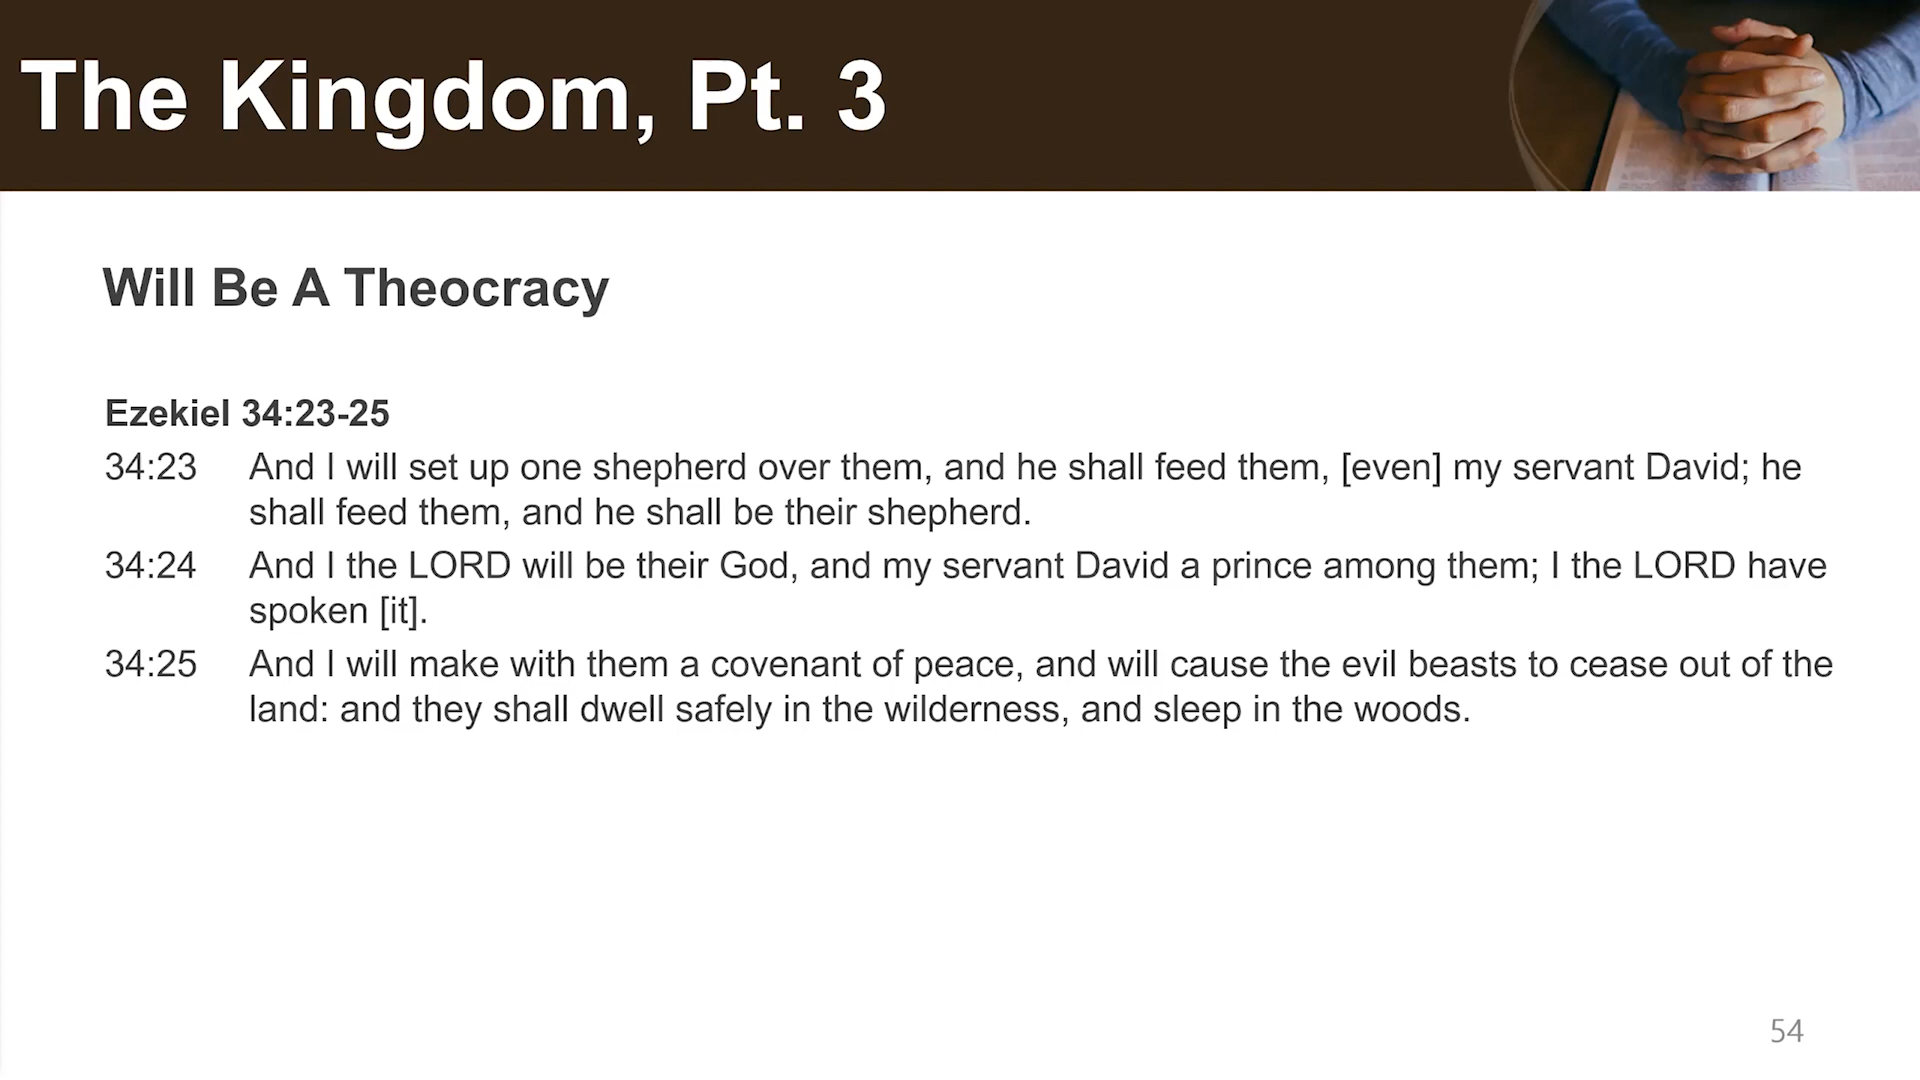 The Kingdom, Pt. 3
Will Be A Theocracy
Ezekiel 34:23-25
34:23 And I will set up one shepherd over them, and he shall feed them, [even] my servant David; he
shall feed them, and he shall be their shepherd.
34:24 And I the LORD will be their God, and my servant David a prince among them; I the LORD have
spoken [it].
34:25 And I will make with them a covenant of peace, and will cause the evil beasts to cease out of the
land: and they shall dwell safely in the wilderness, and sleep in the woods.
54